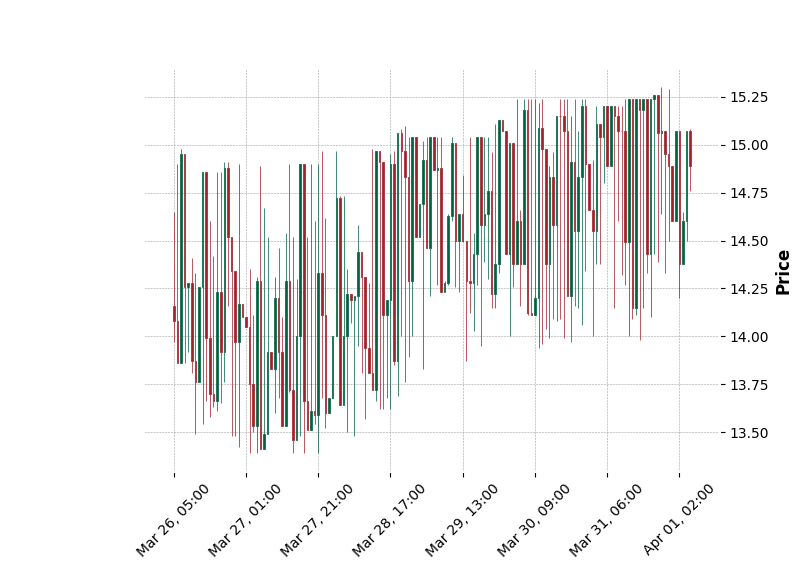 15.25
15.00
14.75
14.50
14.25
14.00
13.75
13.50
Price
Mar 26, 05:00
Mar 27, 01:00
Mar 27, 21:00
Mar 28, 17:00
Mar 29, 13:00
Mar 30, 09:00
Mar 31, 06:00
Apr 01, 02:00